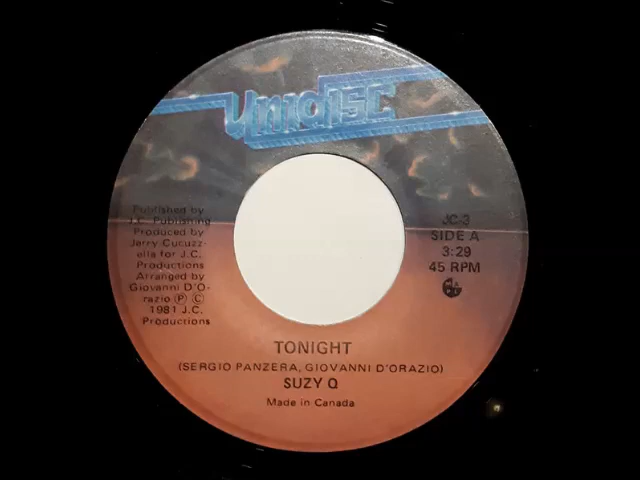 unidisc
Published by
J.C. Publishing
Produced by
Jerry Cucuzz-
ella for J.C.
Productions
Arranged by
Giovanni D'O-
razio Ⓟ ©
1981 J.C.
Productions
JC-3
SIDE A
3:29
45 RPM
TONIGHT
(SERGIO PANZERA, GIOVANNI D'ORAZIO)
SUZY Q
Made in Canada